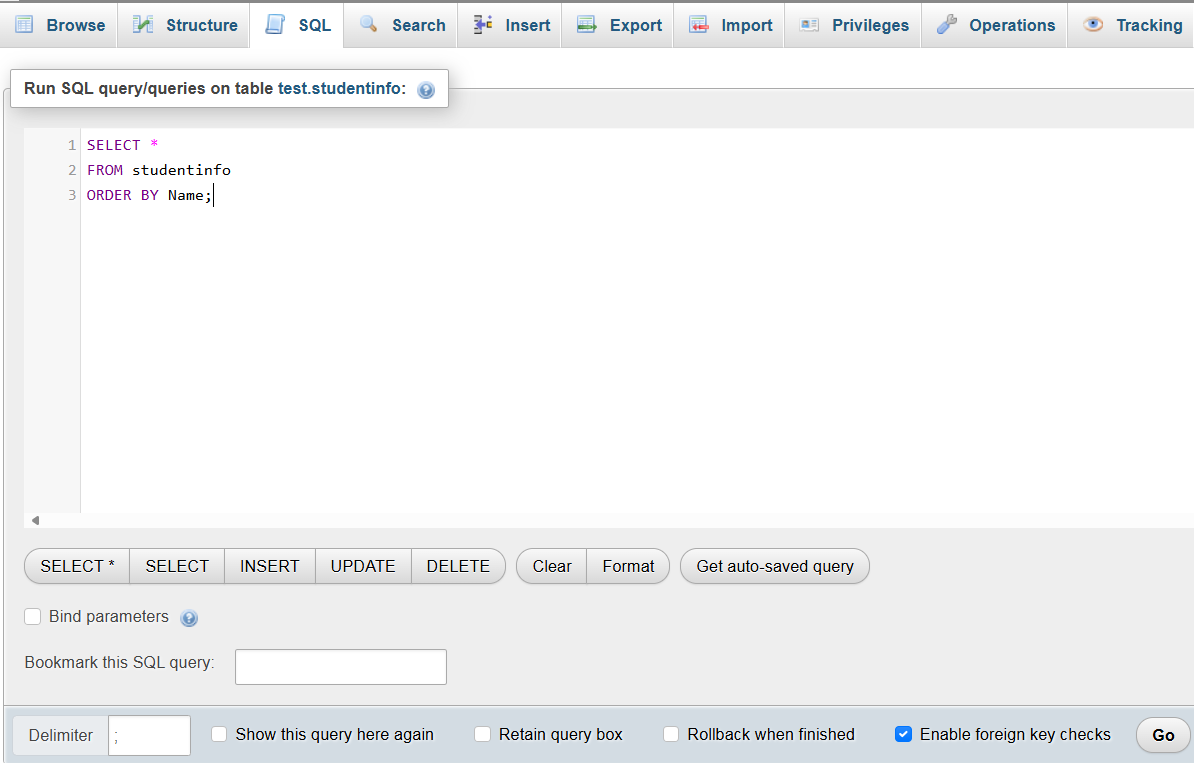 Browse Structure SQL Search Insert Export Import Privileges Operations Tracking
Run SQL query/queries on table test.studentinfo:
1 SELECT *
2 FROM studentinfo
3 ORDER BY Name;
SELECT * SELECT INSERT UPDATE DELETE Clear Format Get auto-saved query
Bind parameters
Bookmark this SQL query:
Delimiter ; Show this query here again Retain query box Rollback when finished Enable foreign key checks Go